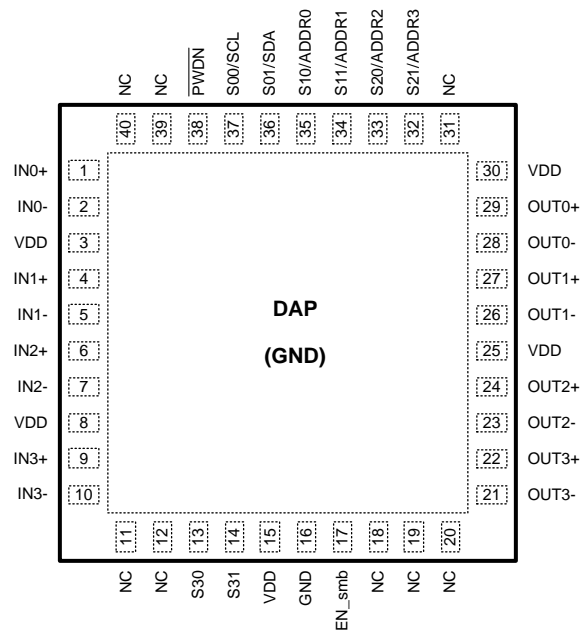 NC
NC
PWDN
S00/SCL
S01/SDA
S10/ADDR0
S11/ADDR1
S20/ADDR2
S21/ADDR3
NC
40
39
38
37
36
35
34
33
32
31
IN0+ 1
IN0- 2
VDD 3
IN1+ 4
IN1- 5
IN2+ 6
IN2- 7
VDD 8
IN3+ 9
IN3- 10
DAP
(GND)
30 VDD
29 OUT0+
28 OUT0-
27 OUT1+
26 OUT1-
25 VDD
24 OUT2+
23 OUT2-
22 OUT3+
21 OUT3-
11
12
13
14
15
16
17
18
19
20
NC
NC
S30
S31
VDD
GND
EN_smb
NC
NC
NC